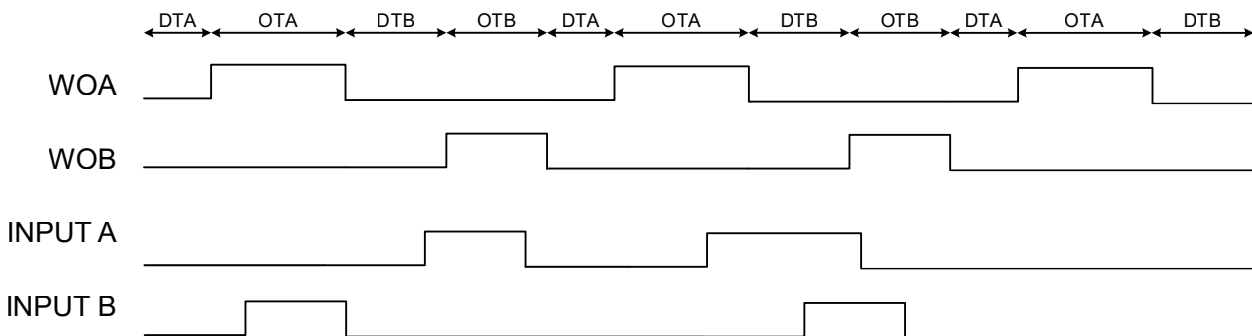 DTA OTA DTB OTB DTA OTA DTB OTB DTA OTA DTB
WOA
WOB
INPUT A
INPUT B